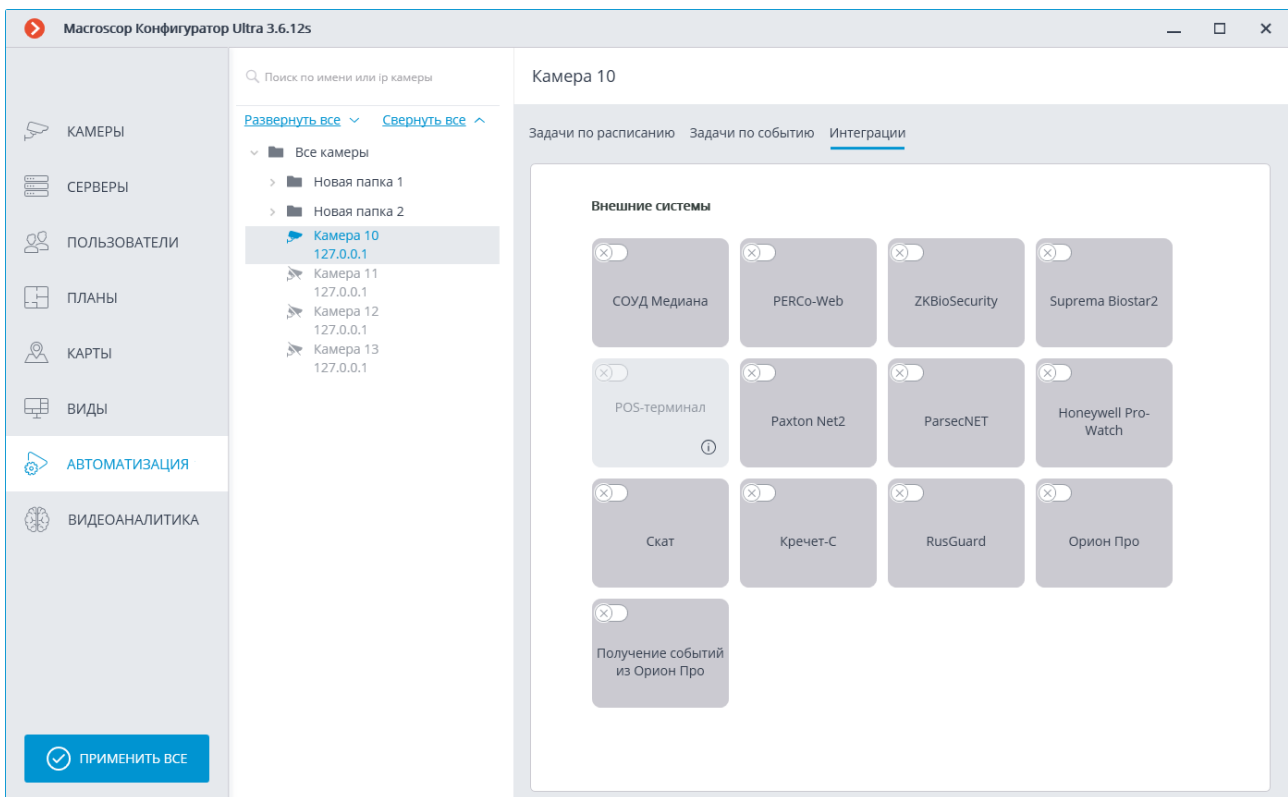 Macroscop Конфигуратор Ultra 3.6.12s
КАМЕРЫ
СЕРВЕРЫ
ПОЛЬЗОВАТЕЛИ
ПЛАНЫ
КАРТЫ
ВИДЫ
АВТОМАТИЗАЦИЯ
ВИДЕОАНАЛИТИКА
ПРИМЕНИТЬ ВСЕ
Поиск по имени или ip камеры
Развернуть все Свернуть все
Все камеры
Новая папка 1
Новая папка 2
Камера 10
127.0.0.1
Камера 11
127.0.0.1
Камера 12
127.0.0.1
Камера 13
127.0.0.1
Камера 10
Задачи по расписанию Задачи по событию Интеграции
Внешние системы
СОУД Медиана
PERCo-Web
ZKBioSecurity
Suprema Biostar2
POS-терминал
Paxton Net2
ParsecNET
Honeywell Pro-
Watch
Скат
Кречет-С
RusGuard
Орион Про
Получение событий
из Орион Про